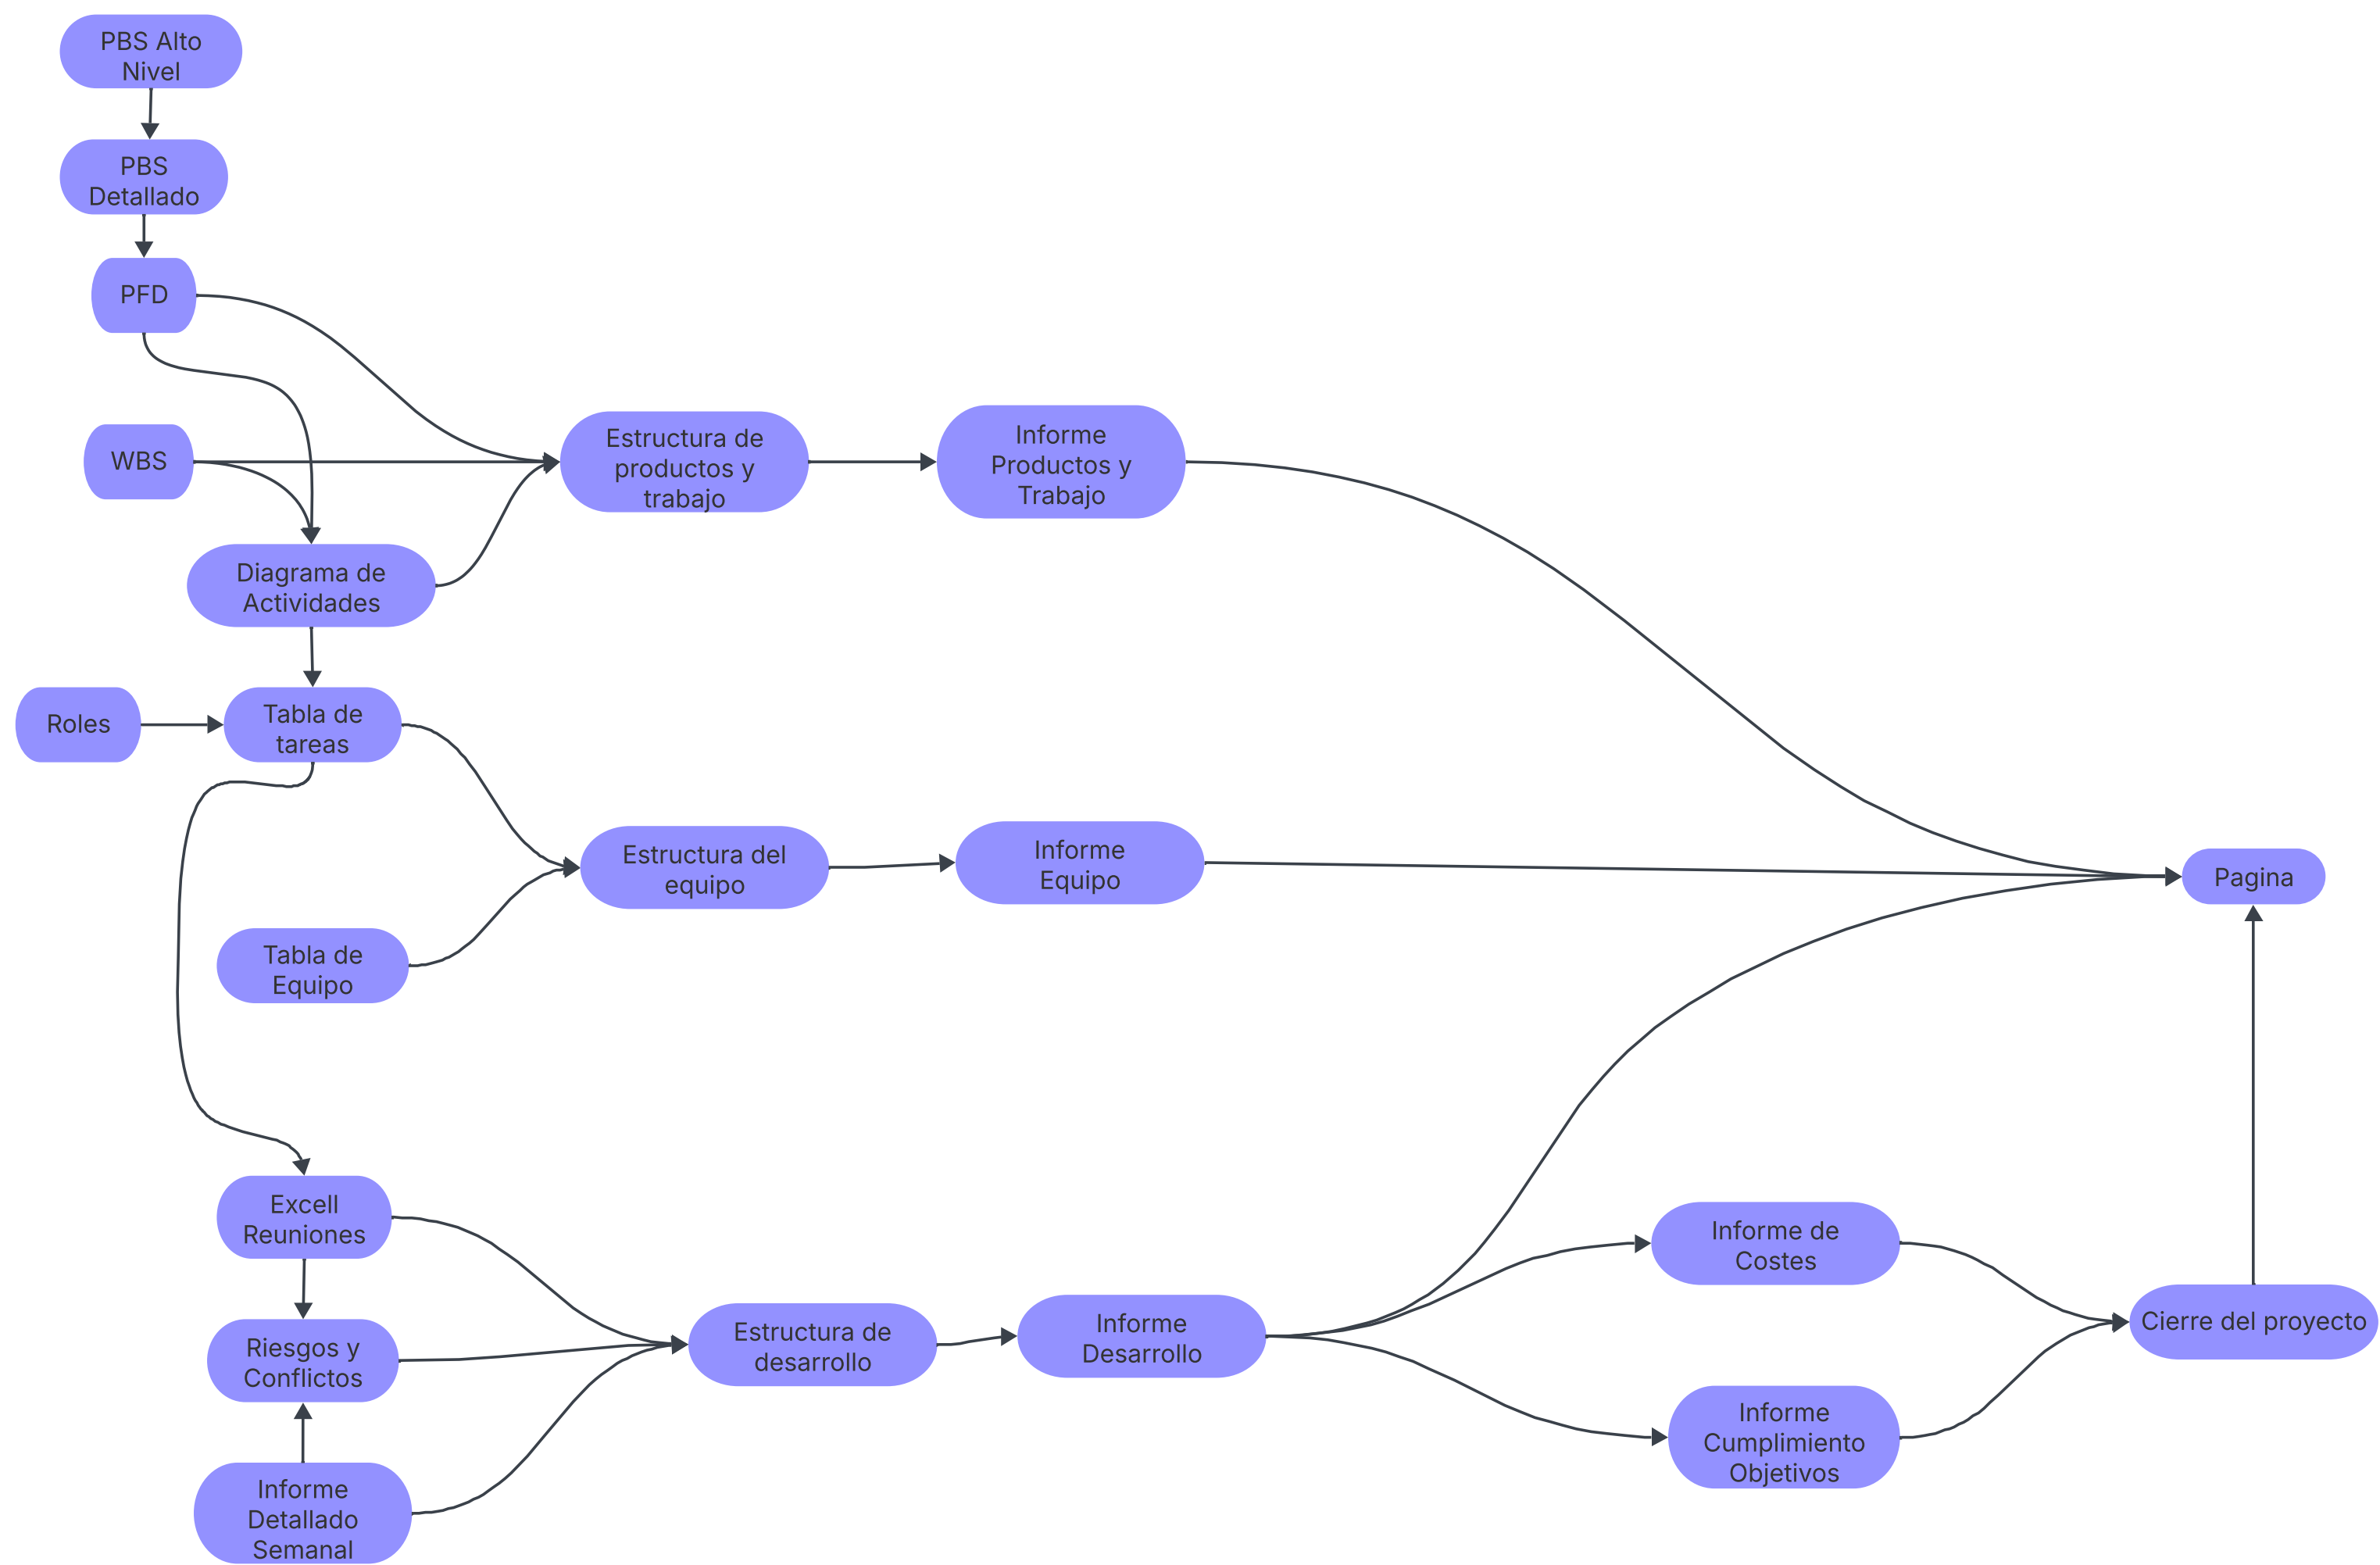 PBS Alto
Nivel
PBS
Detallado
PFD
WBS
Estructura de
productos y
trabajo
Informe
Productos y
Trabajo
Diagrama de
Actividades
Roles
Tabla de
tareas
Estructura del
equipo
Informe
Equipo
Pagina
Tabla de
Equipo
Excell
Reuniones
Riesgos y
Conflictos
Informe
Detallado
Semanal
Estructura de
desarrollo
Informe
Desarrollo
Informe de
Costes
Informe
Cumplimiento
Objetivos
Cierre del proyecto